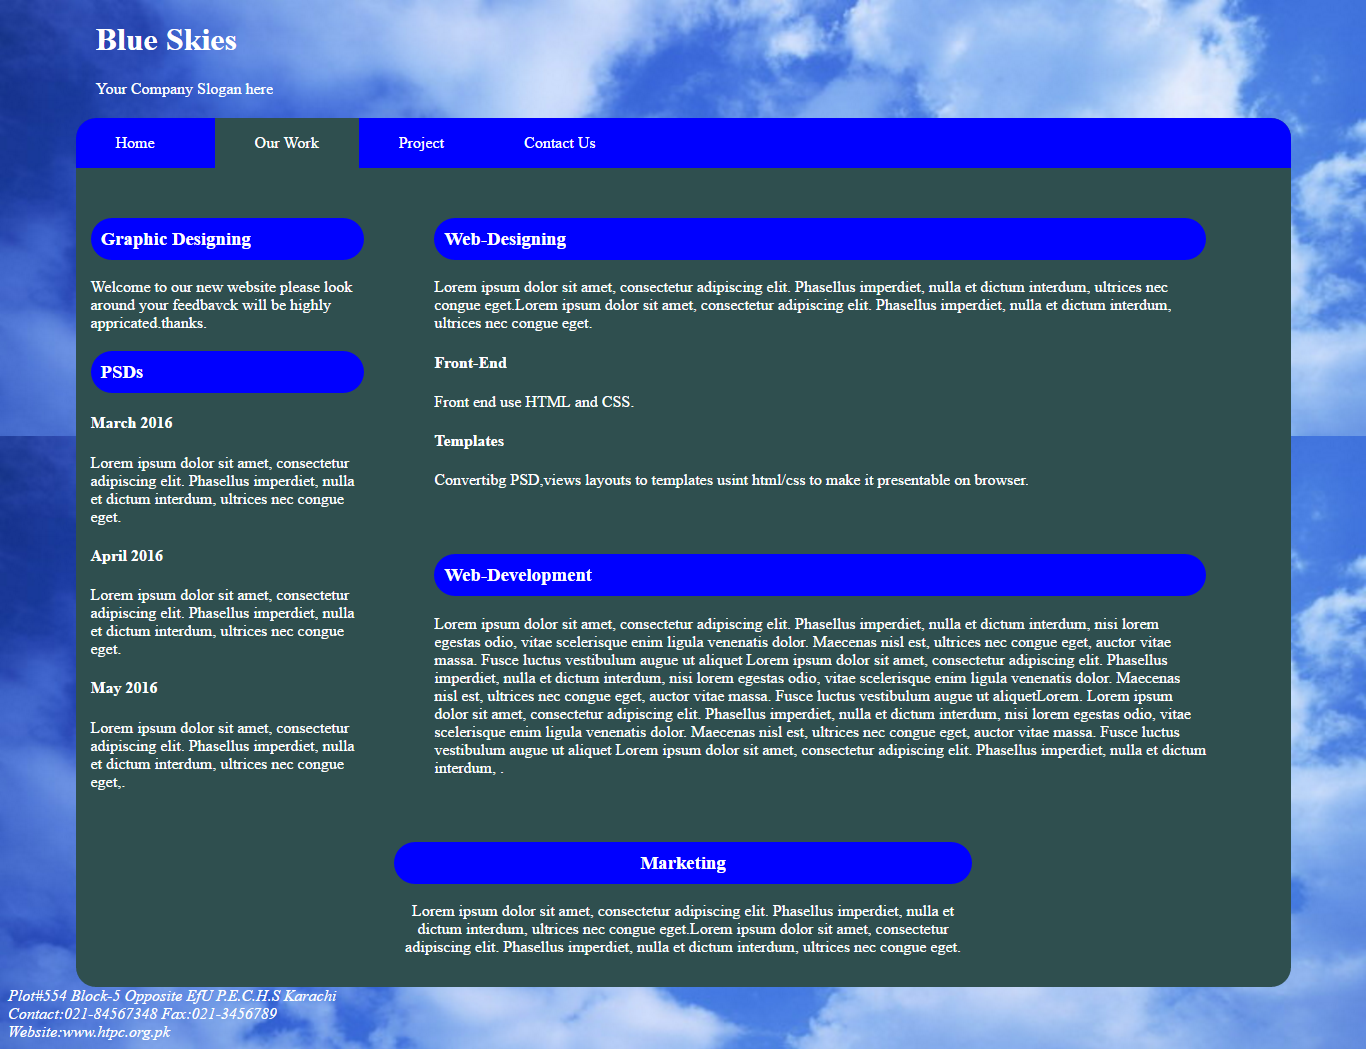 Blue Skies
Your Company Slogan here
Home Our Work Project Contact Us
Graphic Designing
Welcome to our new website please look
around your feedbavck will be highly
appricated.thanks.
PSDs
March 2016
Lorem ipsum dolor sit amet, consectetur
adipiscing elit. Phasellus imperdiet, nulla
et dictum interdum, ultrices nec congue
eget.
April 2016
Lorem ipsum dolor sit amet, consectetur
adipiscing elit. Phasellus imperdiet, nulla
et dictum interdum, ultrices nec congue
eget.
May 2016
Lorem ipsum dolor sit amet, consectetur
adipiscing elit. Phasellus imperdiet, nulla
et dictum interdum, ultrices nec congue
eget,.
Web-Designing
Lorem ipsum dolor sit amet, consectetur adipiscing elit. Phasellus imperdiet, nulla et dictum interdum, ultrices nec
congue eget.Lorem ipsum dolor sit amet, consectetur adipiscing elit. Phasellus imperdiet, nulla et dictum interdum,
ultrices nec congue eget.
Front-End
Front end use HTML and CSS.
Templates
Convertibg PSD,views layouts to templates usint html/css to make it presentable on browser.
Web-Development
Lorem ipsum dolor sit amet, consectetur adipiscing elit. Phasellus imperdiet, nulla et dictum interdum, nisi lorem
egestas odio, vitae scelerisque enim ligula venenatis dolor. Maecenas nisl est, ultrices nec congue eget, auctor vitae
massa. Fusce luctus vestibulum augue ut aliquet Lorem ipsum dolor sit amet, consectetur adipiscing elit. Phasellus
imperdiet, nulla et dictum interdum, nisi lorem egestas odio, vitae scelerisque enim ligula venenatis dolor. Maecenas
nisl est, ultrices nec congue eget, auctor vitae massa. Fusce luctus vestibulum augue ut aliquetLorem. Lorem ipsum
dolor sit amet, consectetur adipiscing elit. Phasellus imperdiet, nulla et dictum interdum, nisi lorem egestas odio, vitae
scelerisque enim ligula venenatis dolor. Maecenas nisl est, ultrices nec congue eget, auctor vitae massa. Fusce luctus
vestibulum augue ut aliquet Lorem ipsum dolor sit amet, consectetur adipiscing elit. Phasellus imperdiet, nulla et dictum
interdum, .
Marketing
Lorem ipsum dolor sit amet, consectetur adipiscing elit. Phasellus imperdiet, nulla et
dictum interdum, ultrices nec congue eget.Lorem ipsum dolor sit amet, consectetur
adipiscing elit. Phasellus imperdiet, nulla et dictum interdum, ultrices nec congue eget.
Plot#554 Block-5 Opposite EfU P.E.C.H.S Karachi
Contact:021-84567348 Fax:021-3456789
Website:www.htpc.org.pk